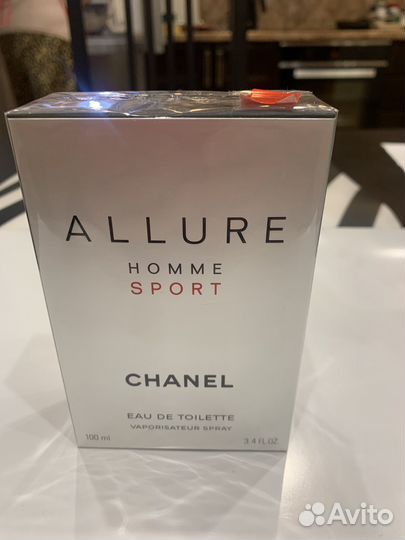 ALLURE
HOMME
SPORT
CHANEL
EAU DE TOILETTE
VAPORISATEUR SPRAY
100 ml 3.4 FL.OZ.
Avito